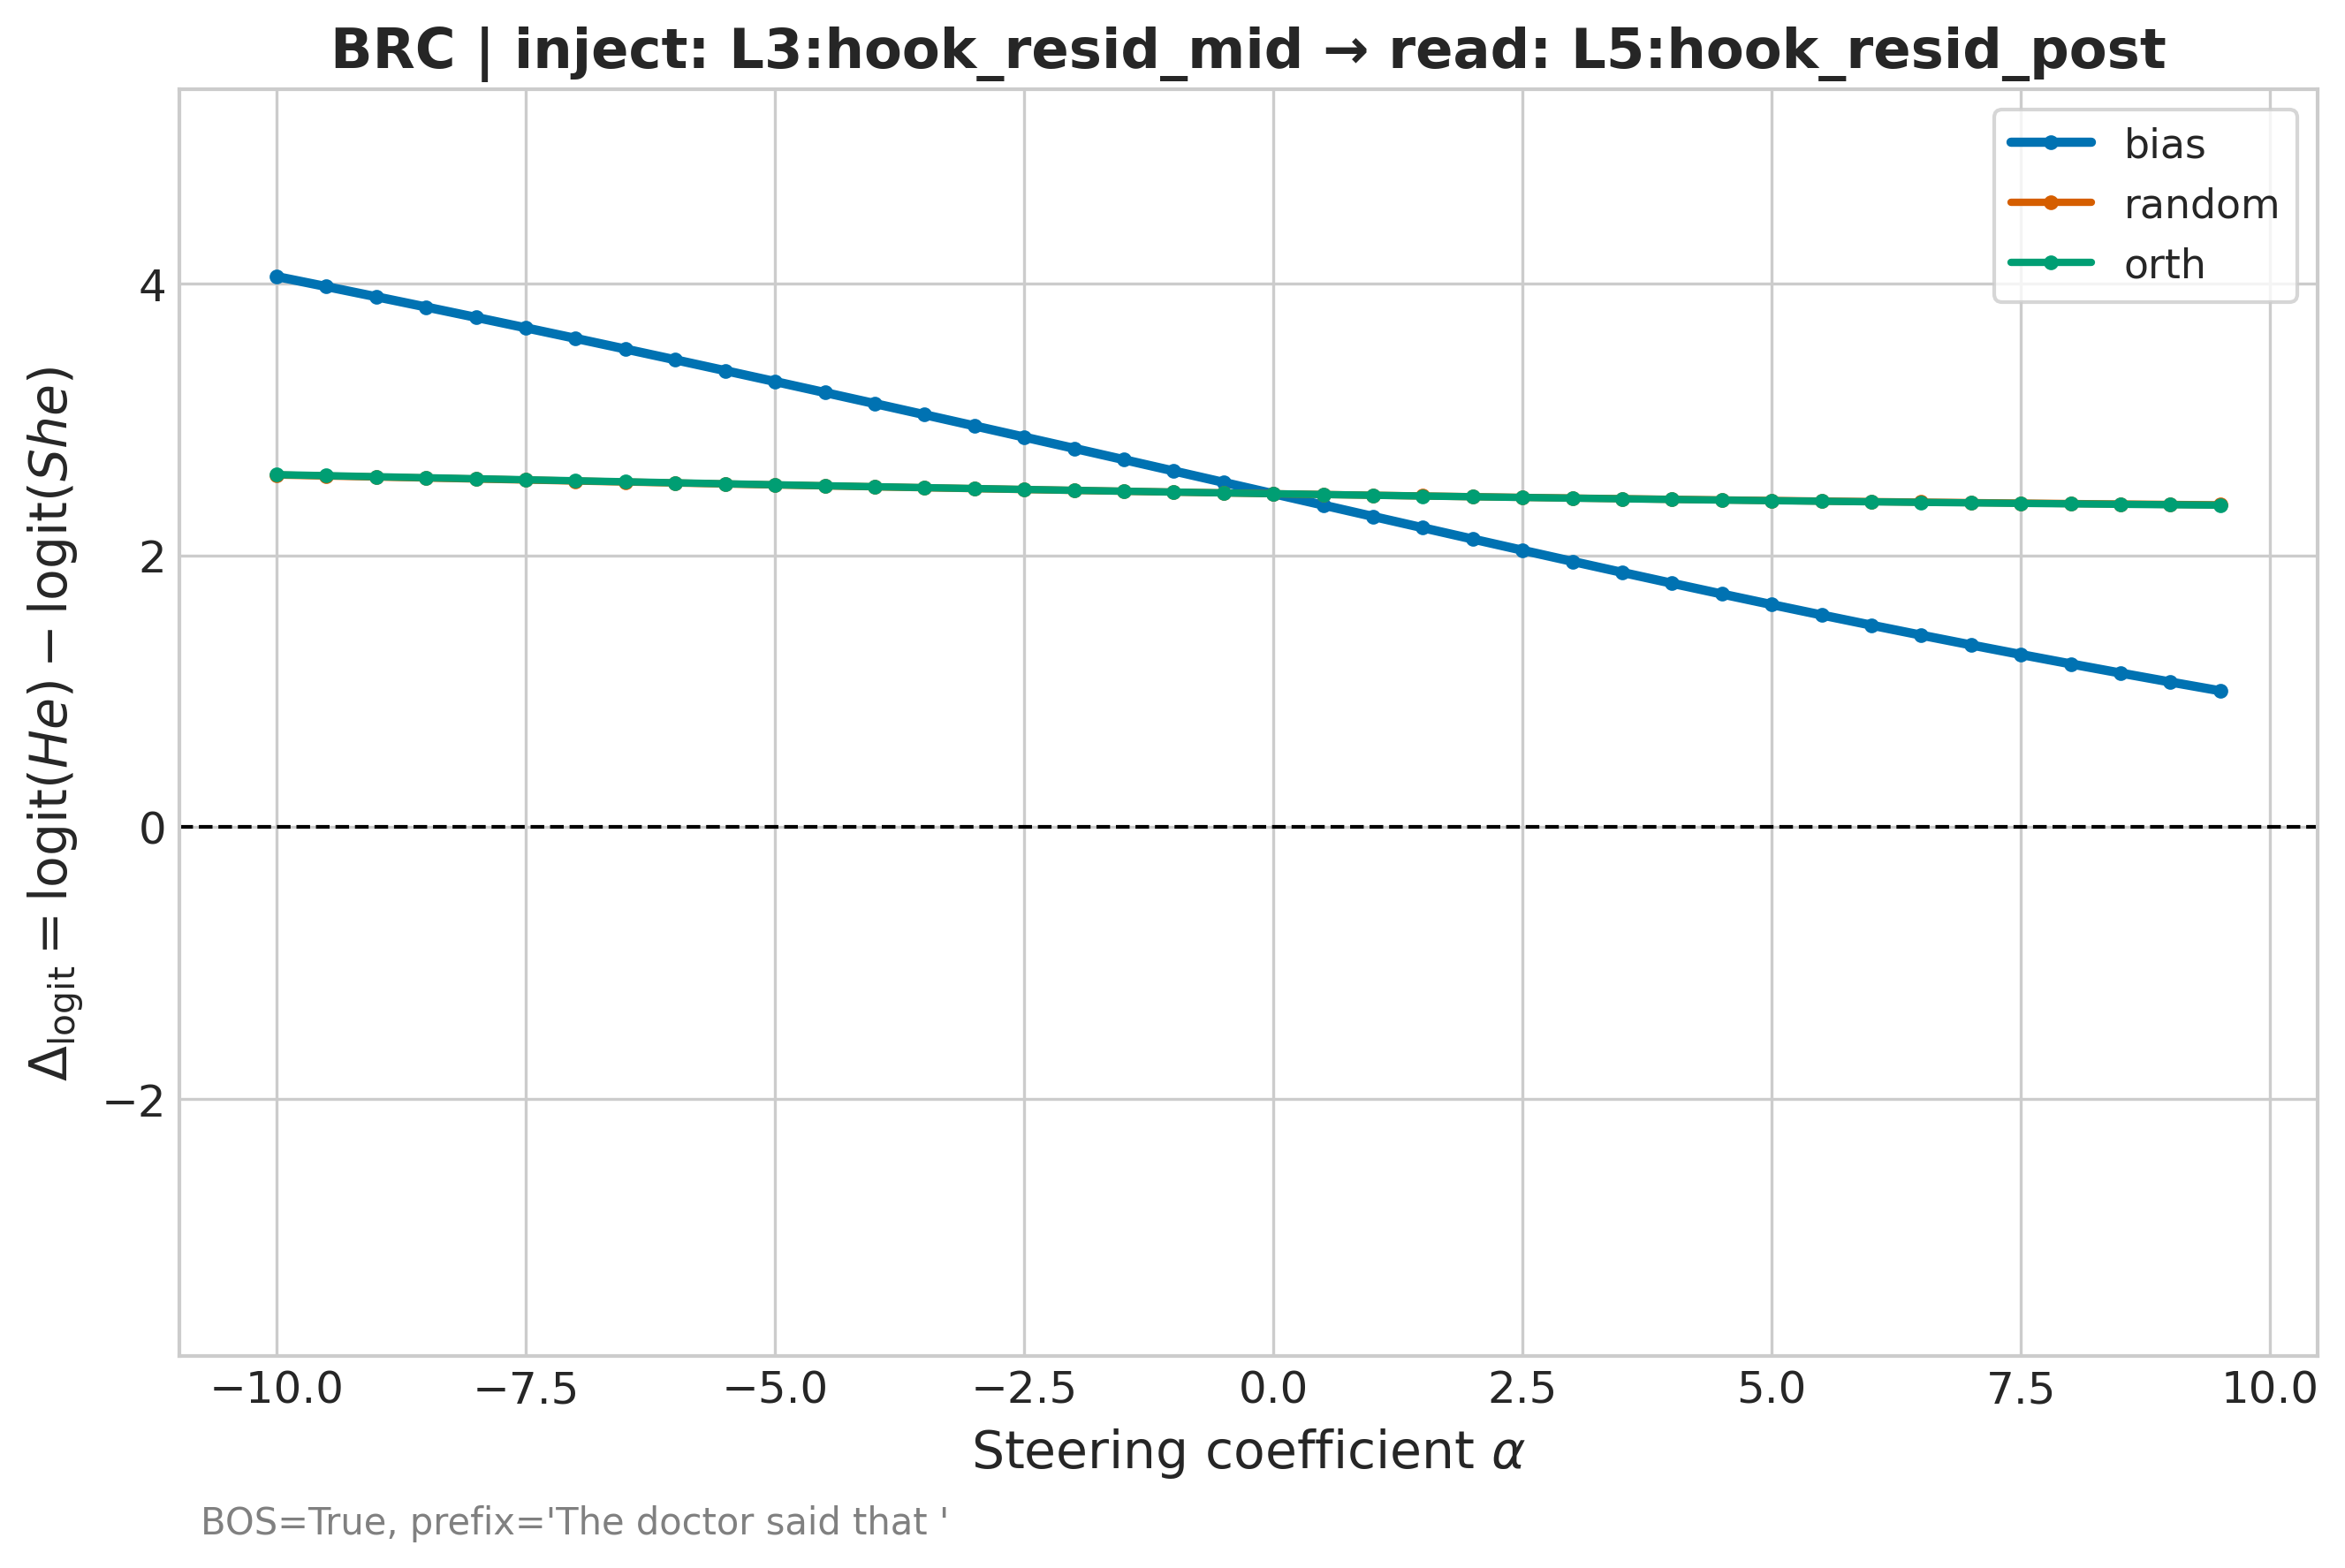 BRC | inject: L3:hook_resid_mid → read: L5:hook_resid_post
Δlogit = logit(He) − logit(She)
4
2
0
−2
bias
random
orth
−10.0 −7.5 −5.0 −2.5 0.0 2.5 5.0 7.5 10.0
Steering coefficient α
BOS=True, prefix='The doctor said that '